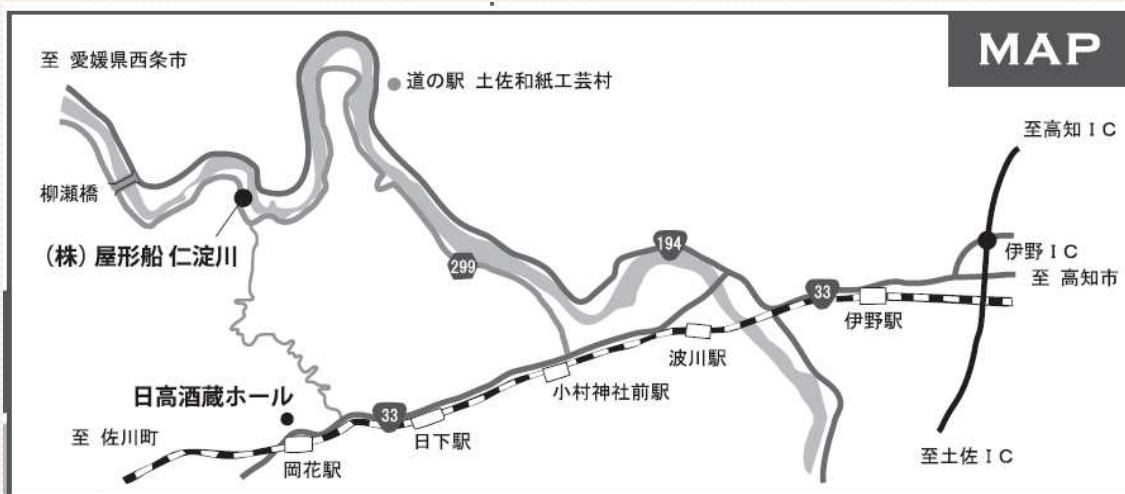 MAP
至 愛媛県西条市
道の駅 土佐和紙工芸村
至高知IC
柳瀬橋
(株)屋形船 仁淀川
194
伊野IC
299
至 高知市
33
伊野駅
波川駅
小村神社前駅
日高酒蔵ホール
33
至 佐川町
日下駅
岡花駅
至土佐IC